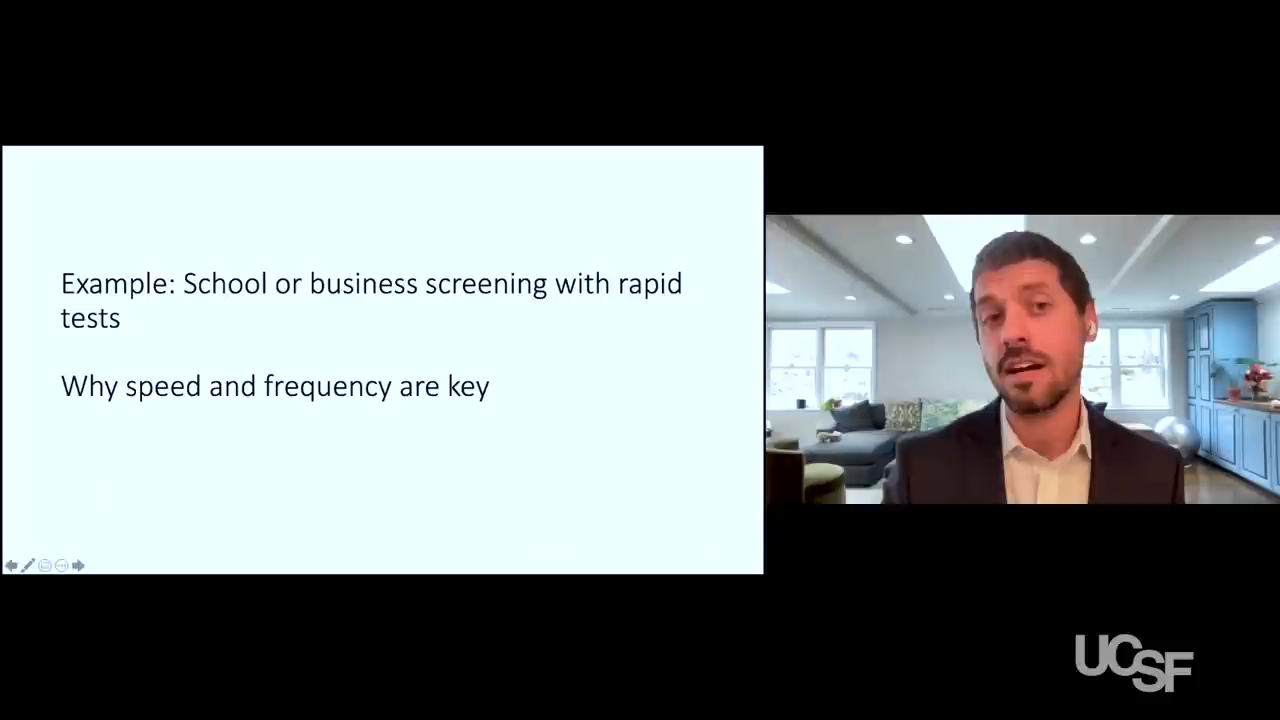 Example: School or business screening with rapid
tests
Why speed and frequency are key
UCSF